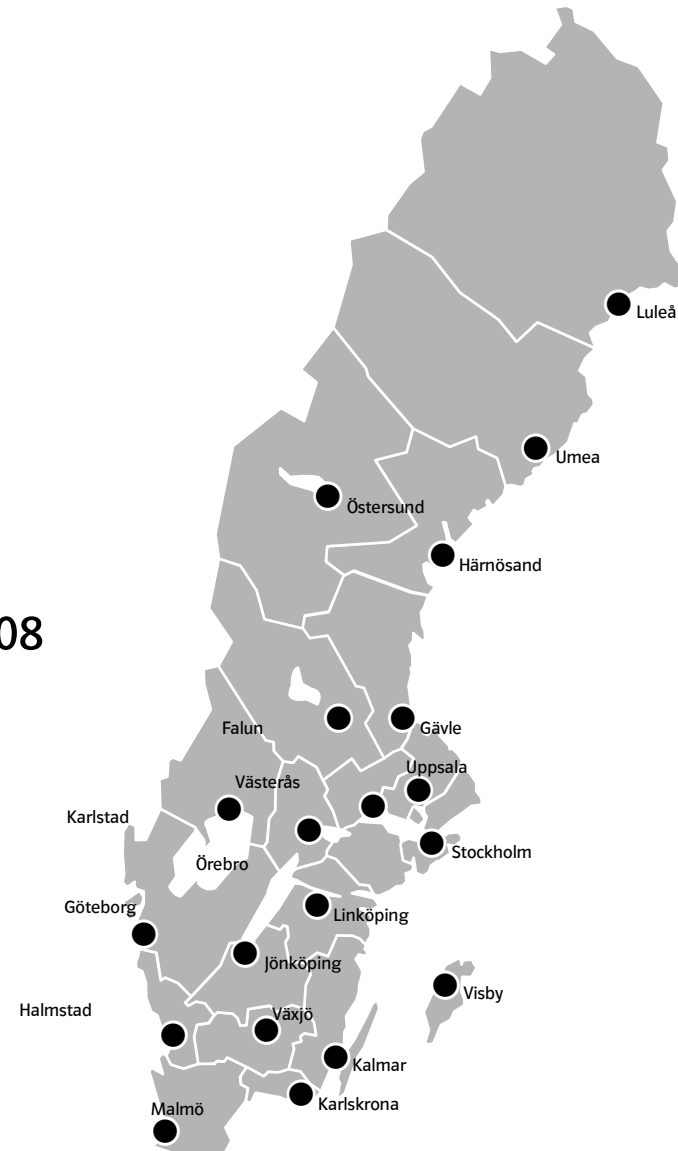 Luleå
Umea
Östersund
Härnösand
08
Falun
Gävle
Uppsala
Västerås
Karlstad
Stockholm
Örebro
Göteborg
Linköping
Jönköping
Visby
Halmstad
Växjö
Kalmar
Karlskrona
Malmö